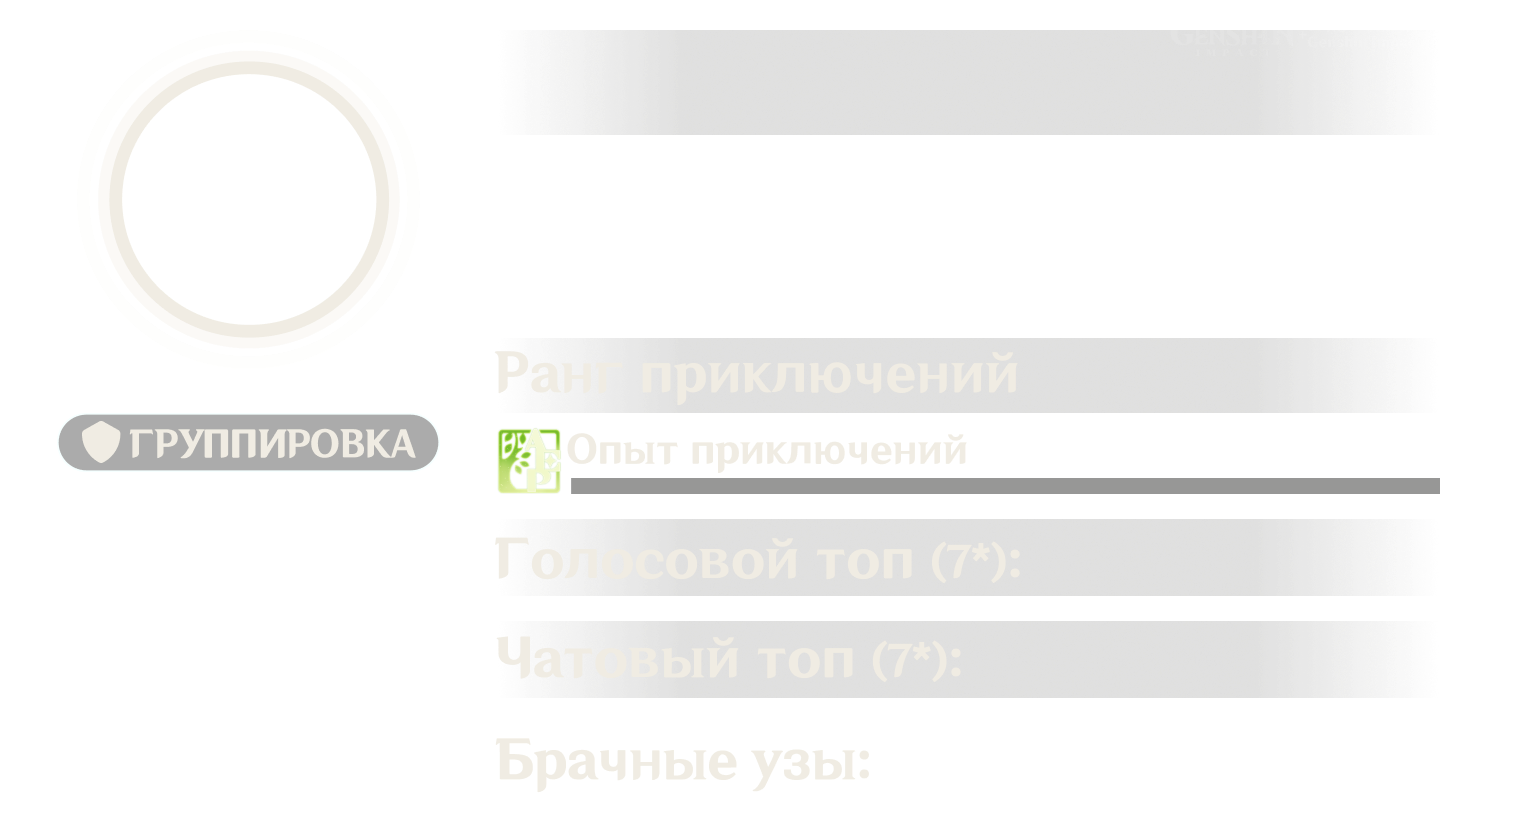 Ранг приключений
ГРУППИРОВКА
Опыт приключений
Голосовой топ (7*):
Чатовый топ (7*):
Брачные узы: